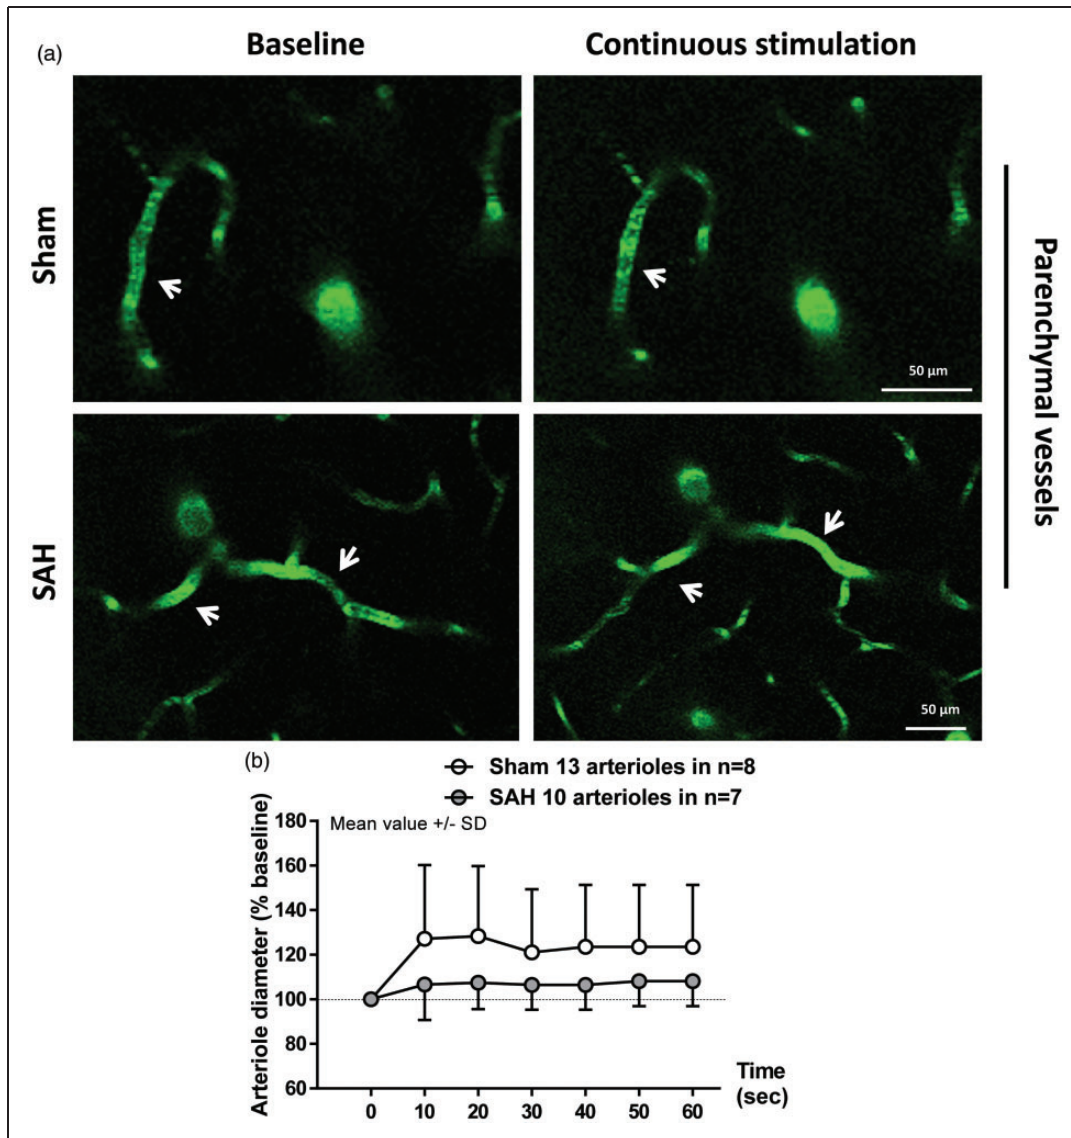 (a)
Baseline
Continuous stimulation
Sham
50 µm
SAH
50 µm
Parenchymal vessels
(b)
Sham 13 arterioles in n=8
SAH 10 arterioles in n=7
Mean value +/- SD
Arteriole diameter (% baseline)
180
160
140
120
100
80
60
0 10 20 30 40 50 60
Time
(sec)